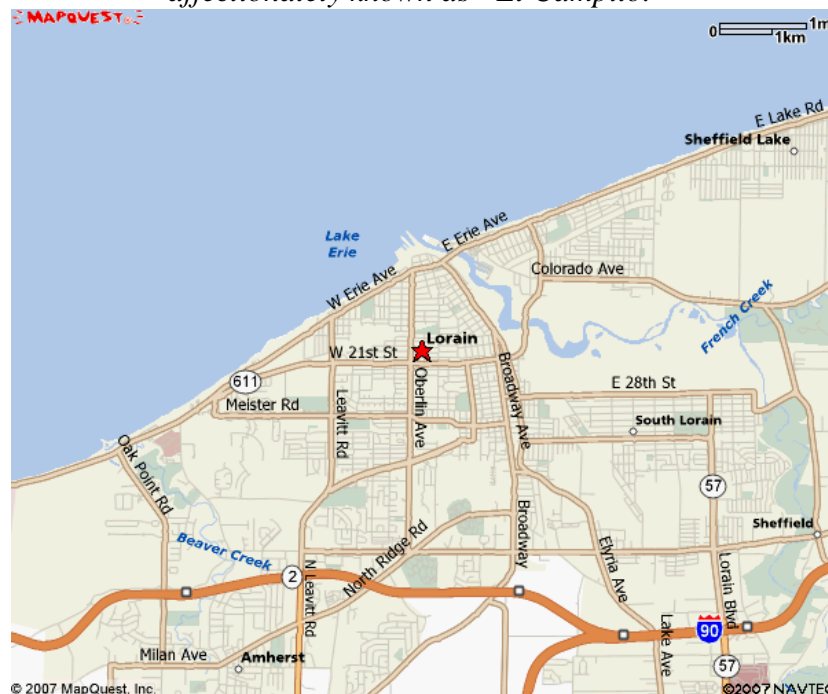 affectionately known as "El Campito."
MAPQUEST
0 1m
1km
E Lake Rd
Sheffield Lake
E Erie Ave
Lake
Erie
Colorado Ave
W Erie Ave
French Creek
Lorain
W 21st St
Broadway Ave
611
E 28th St
Meister Rd
Leavitt Rd
Oberlin Ave
South Lorain
Oak Point Rd
57
Sheffield
Broadway
North Ridge Rd
Beaver Creek
Elyria Ave
2
N Leavitt Rd
Lorain Blvd
Lake Ave
90
Milan Ave
Amherst
57
© 2007 MapQuest, Inc.
©2007 NAVTEQ